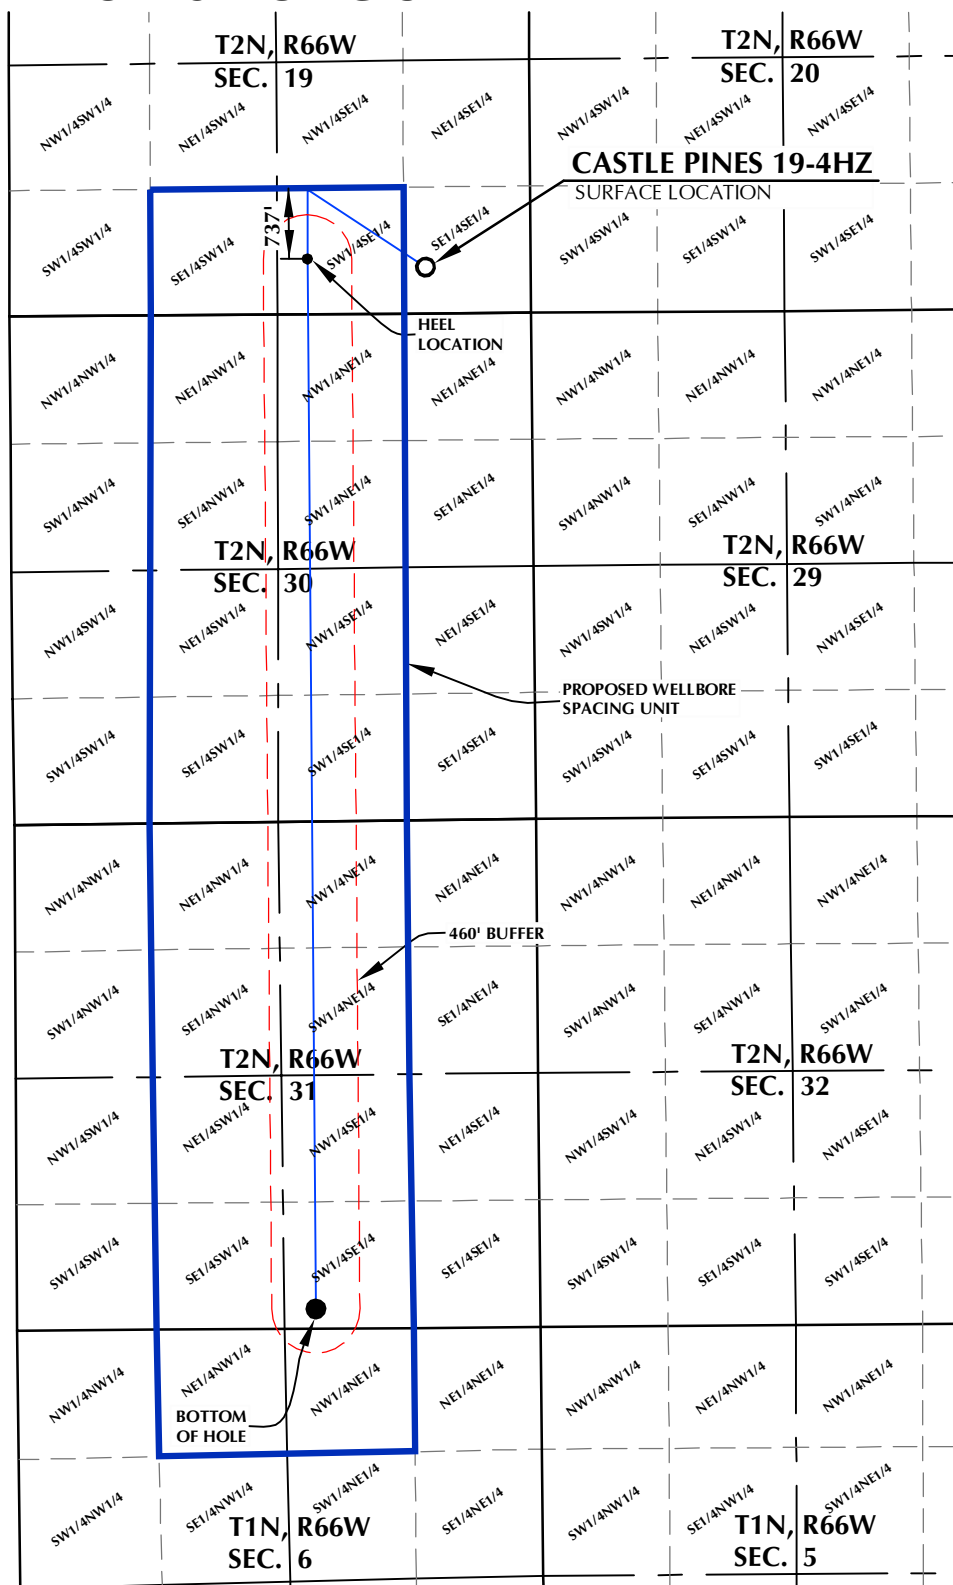 T2N, R66W
SEC. 19
T2N, R66W
SEC. 20
NW1/4SW1/4
NE1/4SW1/4
NW1/4SE1/4
NE1/4SE1/4
NW1/4SW1/4
NE1/4SW1/4
NW1/4SE1/4
CASTLE PINES 19-4HZ
SURFACE LOCATION
737'
SW1/4SW1/4
SE1/4SW1/4
SW1/4SE1/4
SE1/4SE1/4
SW1/4SW1/4
SE1/4SW1/4
SW1/4SE1/4
HEEL
LOCATION
NW1/4NW1/4
NE1/4NW1/4
NW1/4NE1/4
NE1/4NE1/4
NW1/4NW1/4
NE1/4NW1/4
NW1/4NE1/4
SW1/4NW1/4
SE1/4NW1/4
SW1/4NE1/4
SE1/4NE1/4
SW1/4NW1/4
SE1/4NW1/4
SW1/4NE1/4
T2N, R66W
SEC. 30
T2N, R66W
SEC. 29
NW1/4SW1/4
NE1/4SW1/4
NW1/4SE1/4
NE1/4SE1/4
NW1/4SW1/4
NE1/4SW1/4
NW1/4SE1/4
PROPOSED WELLBORE
SPACING UNIT
SW1/4SW1/4
SE1/4SW1/4
SW1/4SE1/4
SE1/4SE1/4
SW1/4SW1/4
SE1/4SW1/4
SW1/4SE1/4
NW1/4NW1/4
NE1/4NW1/4
NW1/4NE1/4
NE1/4NE1/4
NW1/4NW1/4
NE1/4NW1/4
NW1/4NE1/4
460' BUFFER
SW1/4NW1/4
SE1/4NW1/4
SW1/4NE1/4
SE1/4NE1/4
SW1/4NW1/4
SE1/4NW1/4
SW1/4NE1/4
T2N, R66W
SEC. 31
T2N, R66W
SEC. 32
NW1/4SW1/4
NE1/4SW1/4
NW1/4SE1/4
NE1/4SE1/4
NW1/4SW1/4
NE1/4SW1/4
NW1/4SE1/4
SW1/4SW1/4
SE1/4SW1/4
SW1/4SE1/4
SE1/4SE1/4
SW1/4SW1/4
SE1/4SW1/4
SW1/4SE1/4
NW1/4NW1/4
NE1/4NW1/4
NW1/4NE1/4
NE1/4NE1/4
NW1/4NW1/4
NE1/4NW1/4
NW1/4NE1/4
BOTTOM
OF HOLE
SW1/4NW1/4
SE1/4NW1/4
SW1/4NE1/4
SE1/4NE1/4
SW1/4NW1/4
SE1/4NW1/4
SW1/4NE1/4
T1N, R66W
SEC. 6
T1N, R66W
SEC. 5